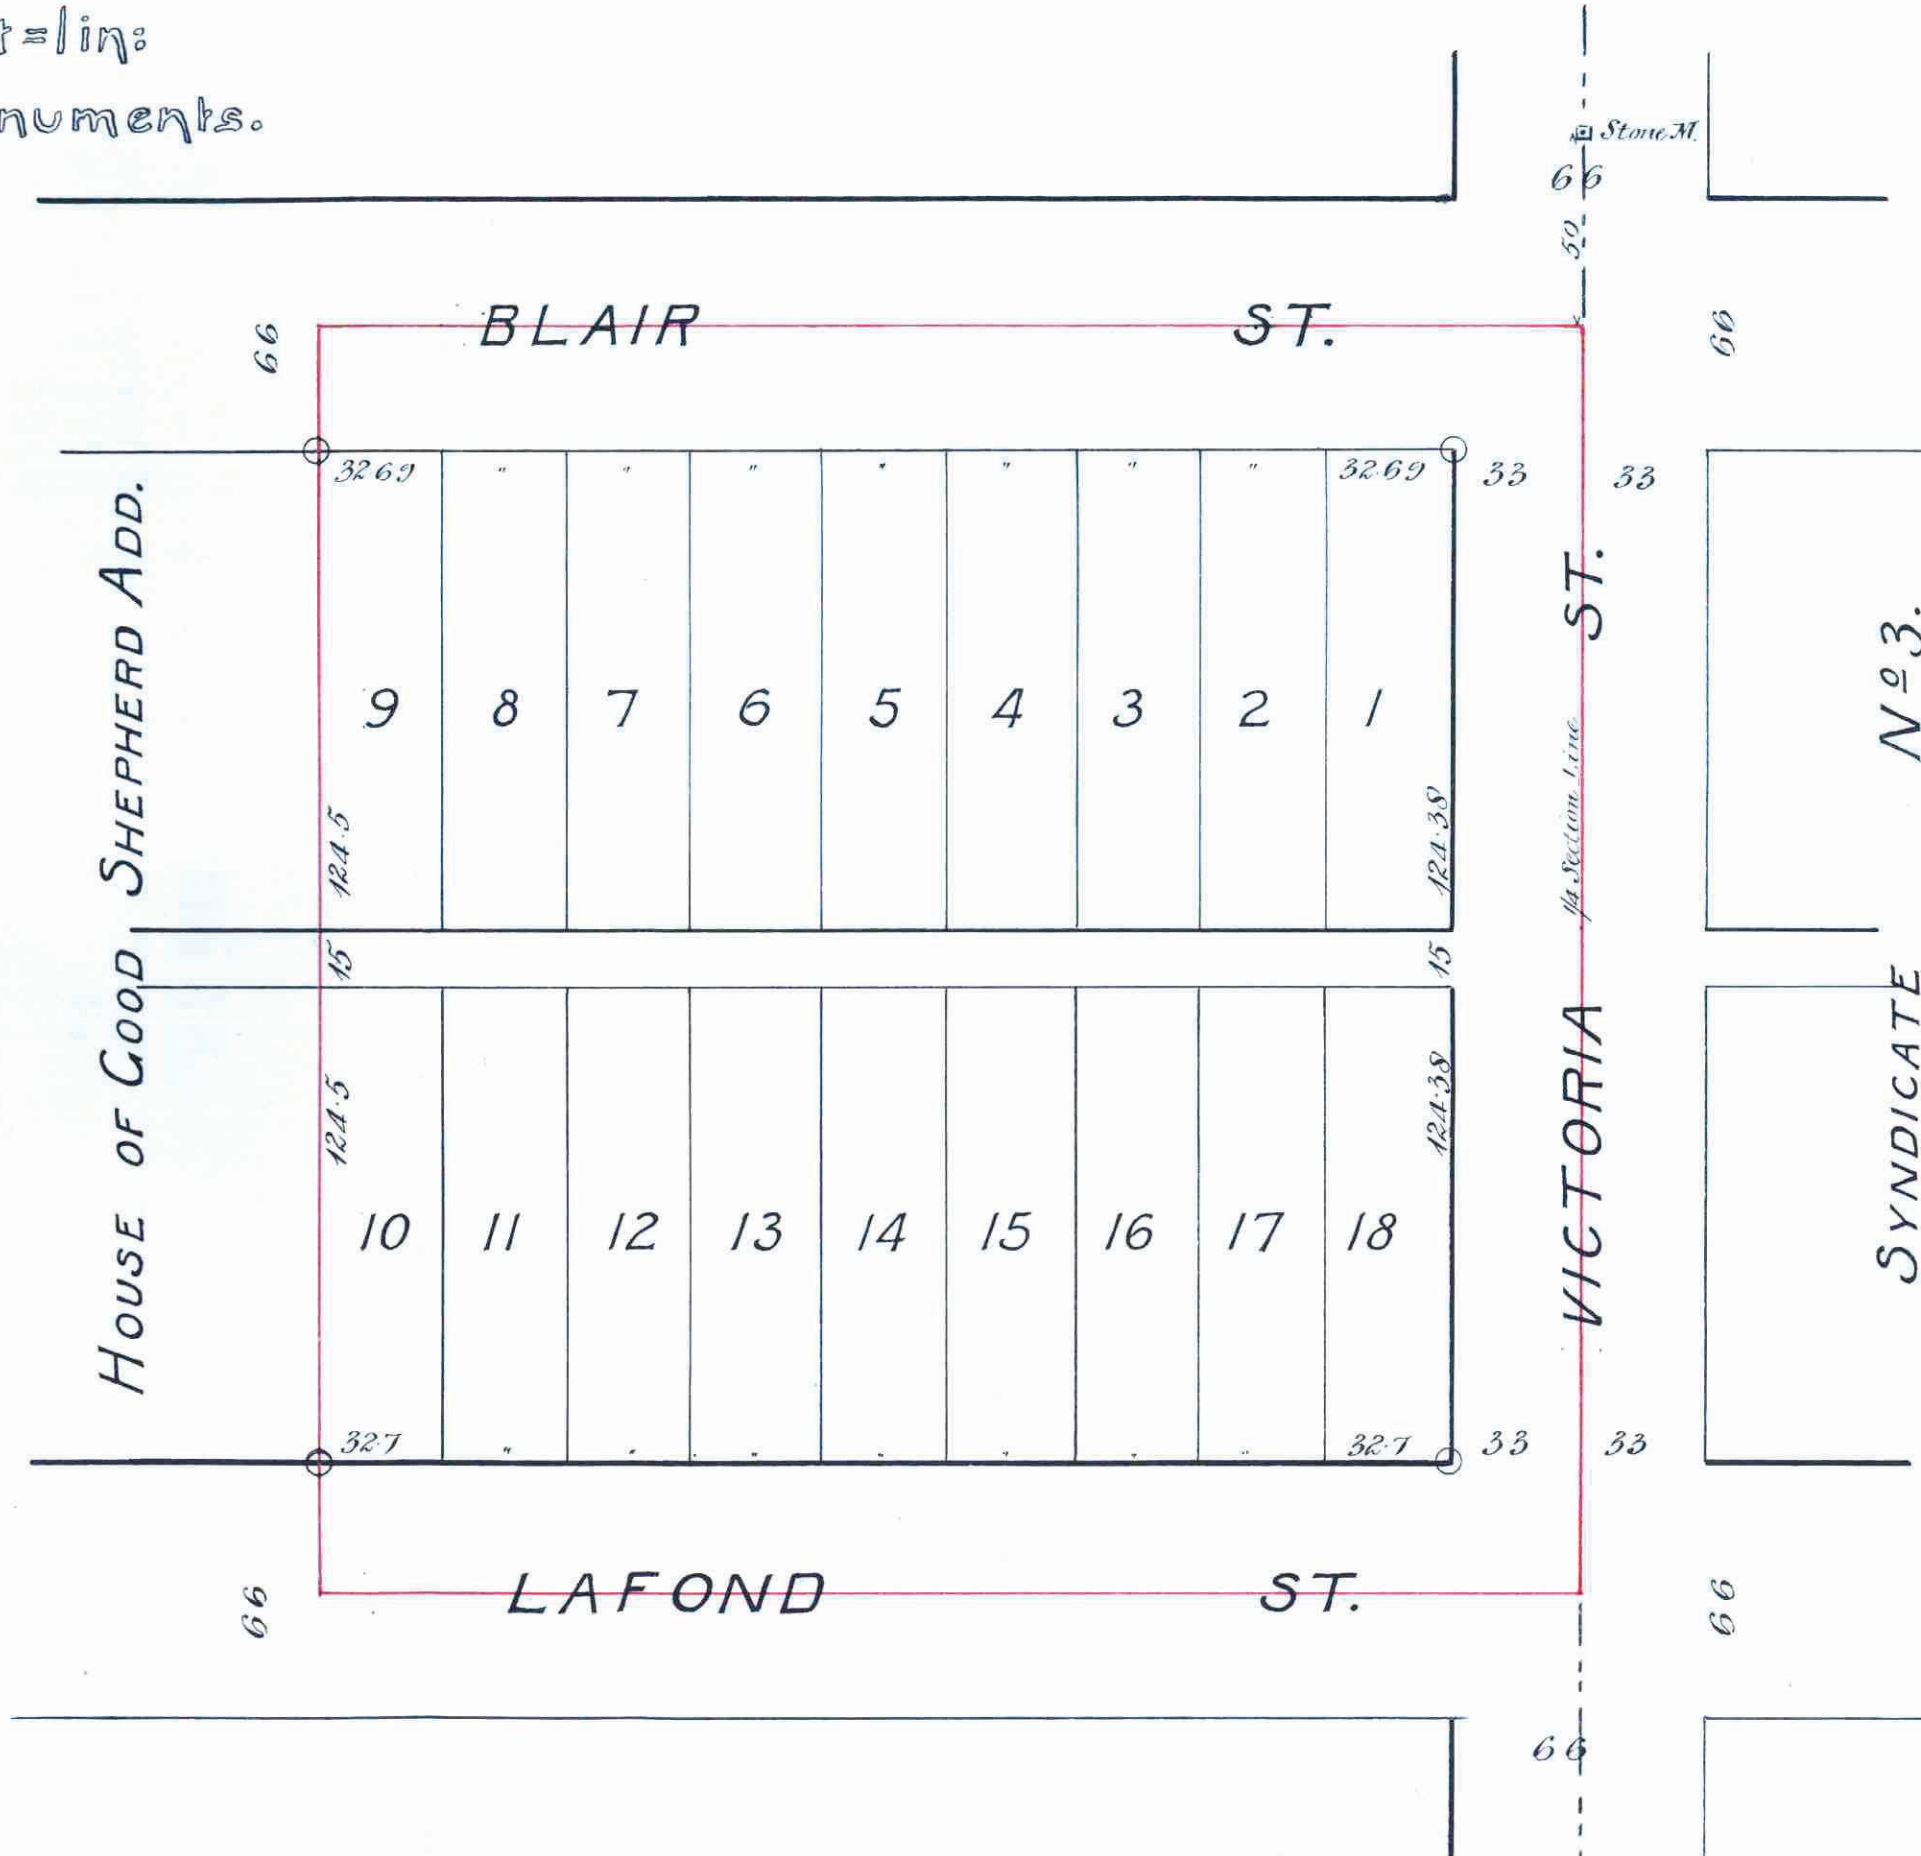 t=lin:
numents.
Stone M.
66
50
BLAIR ST.
66
66
32.69 " " " " " " " 32.69
33 33
9 8 7 6 5 4 3 2 1
124.5
124.38
15
15
124.5
124.38
10 11 12 13 14 15 16 17 18
32.7 " " " " " " " 32.7
33 33
LAFOND ST.
66
66
66
HOUSE OF GOOD SHEPHERD ADD.
VICTORIA ST.
1/4 Section Line
SYNDICATE Nº 3.